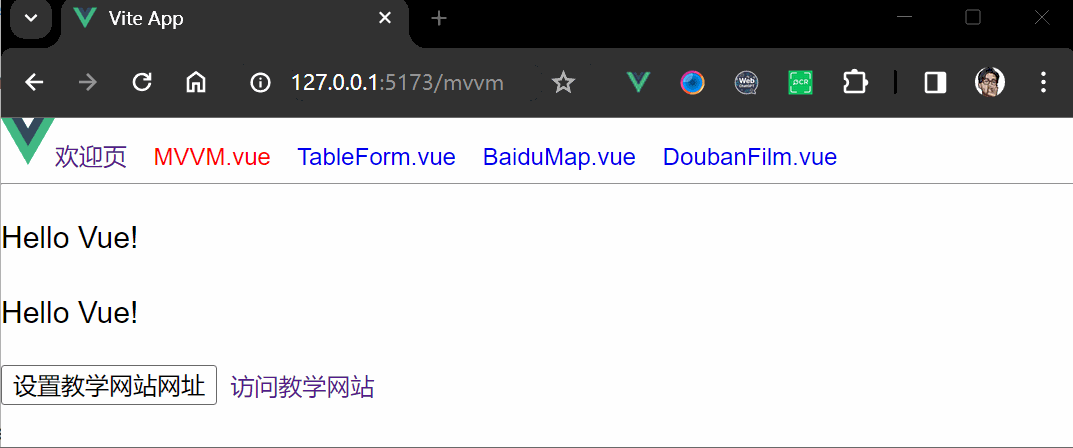 Vite App
127.0.0.1:5173/mvvm
欢迎页 MVVM.vue TableForm.vue BaiduMap.vue DoubanFilm.vue
Hello Vue!
Hello Vue!
设置教学网站网址 访问教学网站